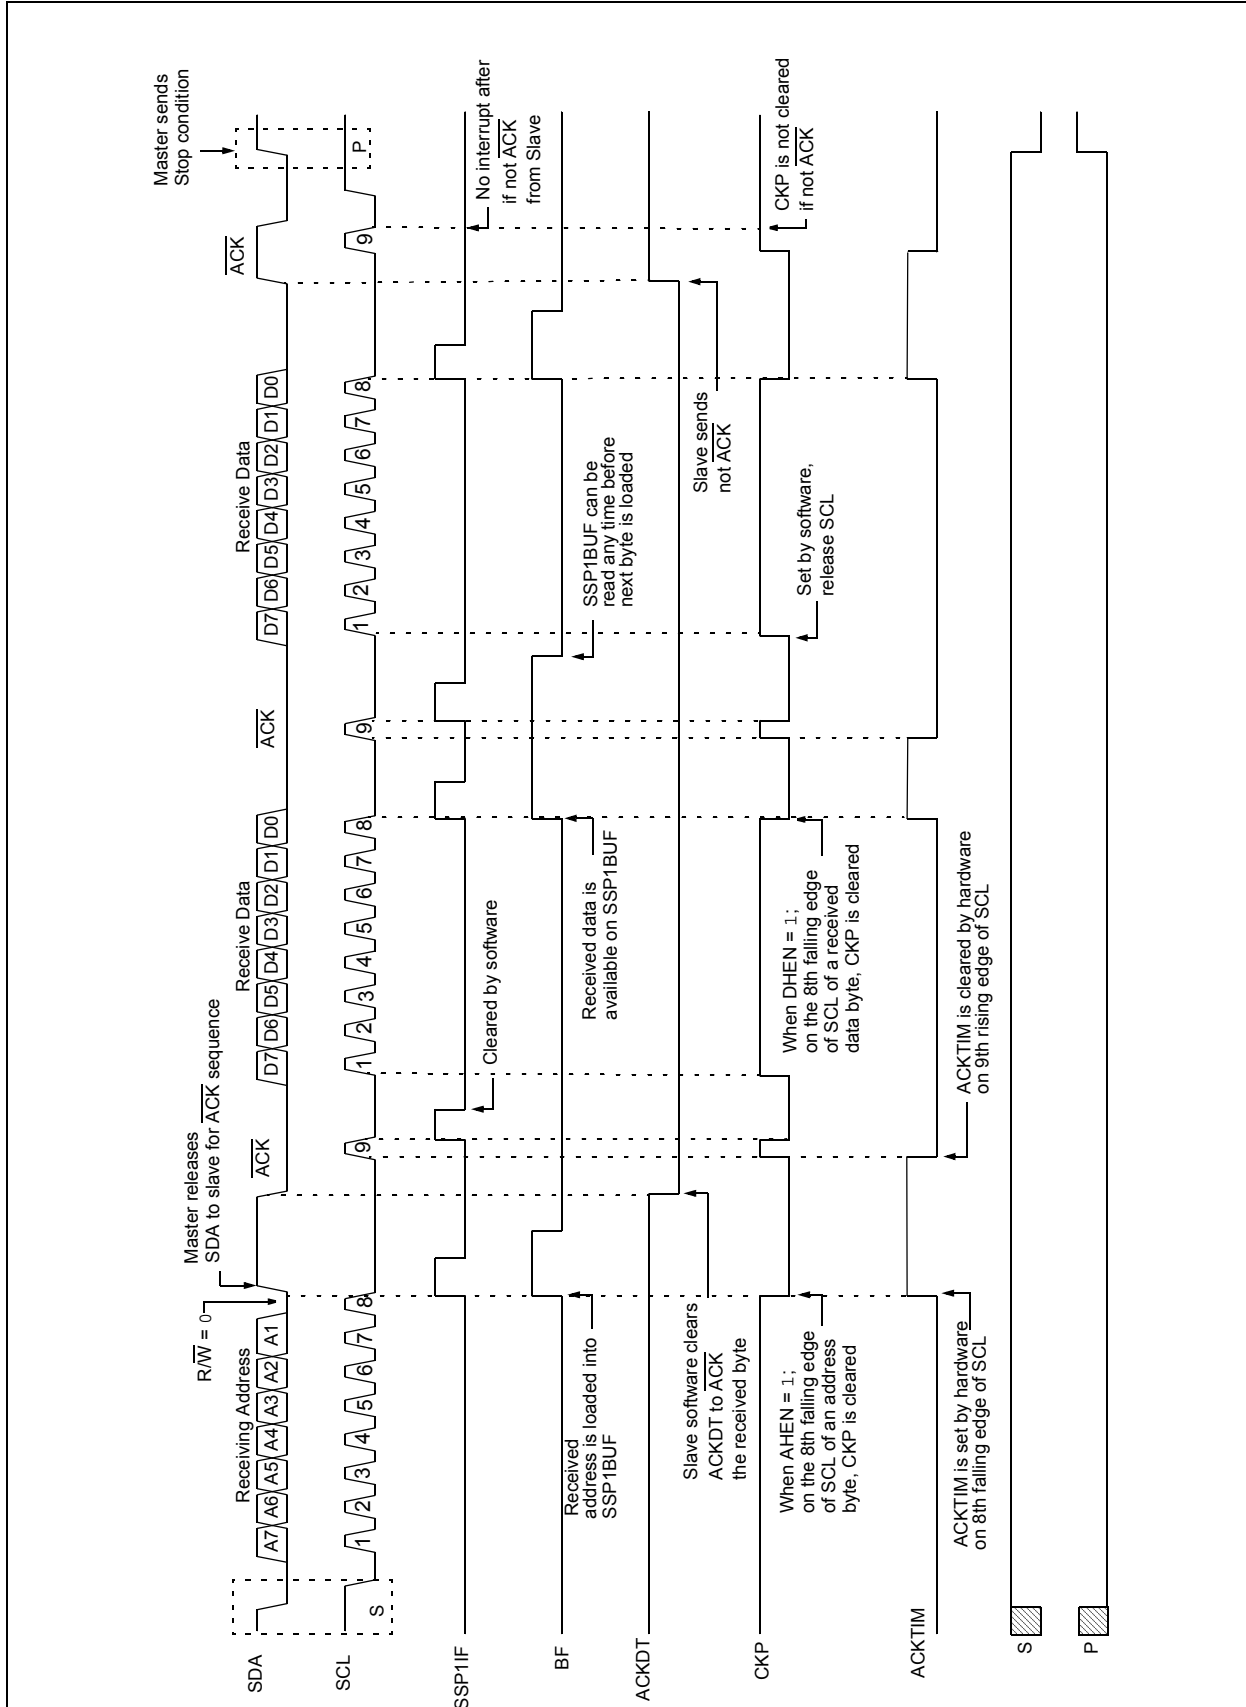 Master releases
SDA to slave for ACK sequence
Master sends
Stop condition
R/W = 0
Receiving Address
ACK
Receive Data
ACK
Receive Data
ACK
SDA
A7 A6 A5 A4 A3 A2 A1
D7 D6 D5 D4 D3 D2 D1 D0
D7 D6 D5 D4 D3 D2 D1 D0
SCL
S
1 2 3 4 5 6 7 8 9
1 2 3 4 5 6 7 8 9
1 2 3 4 5 6 7 8 9
P
SSP1IF
Cleared by software
No interrupt after
if not ACK
from Slave
BF
Received
address is loaded into
SSP1BUF
Received data is
available on SSP1BUF
SSP1BUF can be
read any time before
next byte is loaded
ACKDT
Slave software clears
ACKDT to ACK
the received byte
Slave sends
not ACK
CKP
When AHEN = 1;
on the 8th falling edge
of SCL of an address
byte, CKP is cleared
When DHEN = 1;
on the 8th falling edge
of SCL of a received
data byte, CKP is cleared
Set by software,
release SCL
CKP is not cleared
if not ACK
ACKTIM
ACKTIM is set by hardware
on 8th falling edge of SCL
ACKTIM is cleared by hardware
on 9th rising edge of SCL
S
P